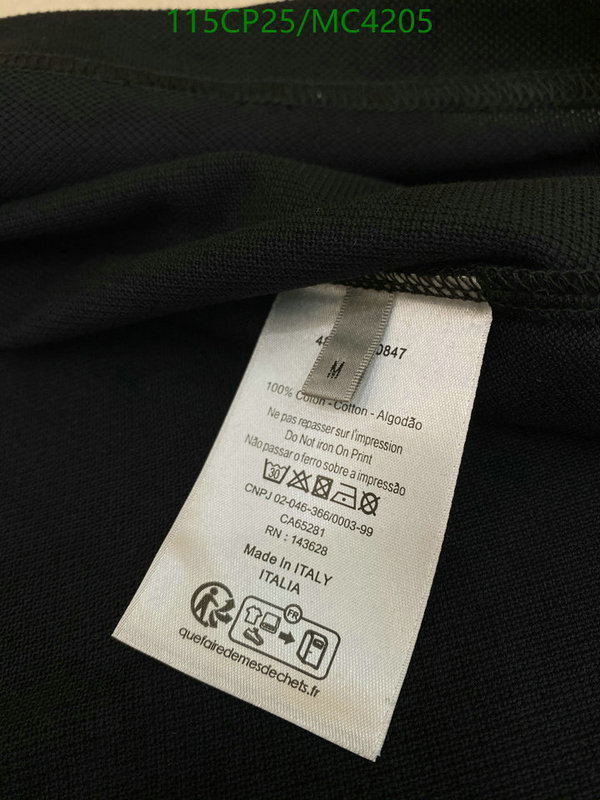 115CP25/MC4205
0847
M
100% Coton - Cotton - Algodão
Ne pas repasser sur l'impression
Do Not Iron On Print
Não passar o ferro sobre a impressão
30
CNPJ 02-046-366/0003-99
CA65281
RN : 143628
Made In ITALY
ITALIA
FR
quefairedemesdechets.fr